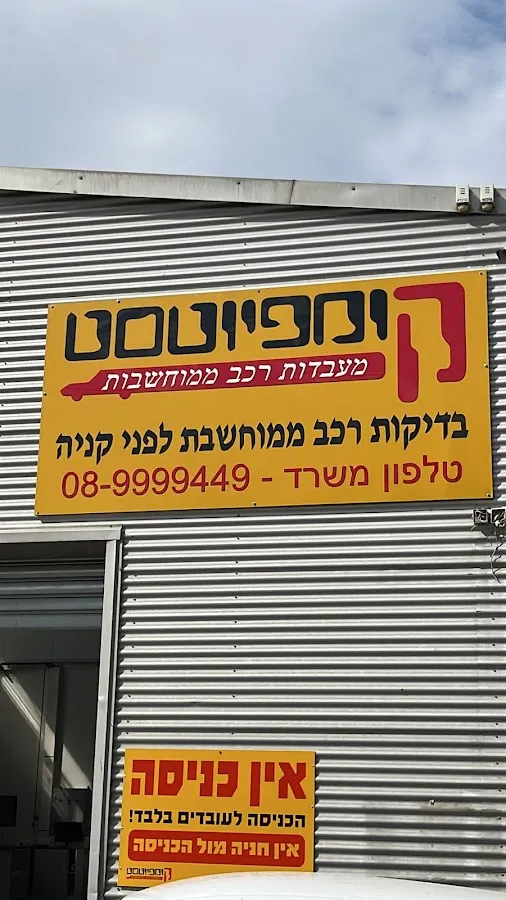 קומפיוטסט
מעבדות רכב ממוחשבות
בדיקות רכב ממוחשבת לפני קניה
טלפון משרד - 08-9999449
אין כניסה
הכניסה לעובדים בלבד!
אין חניה מול הכניסה
קומפיוטסט